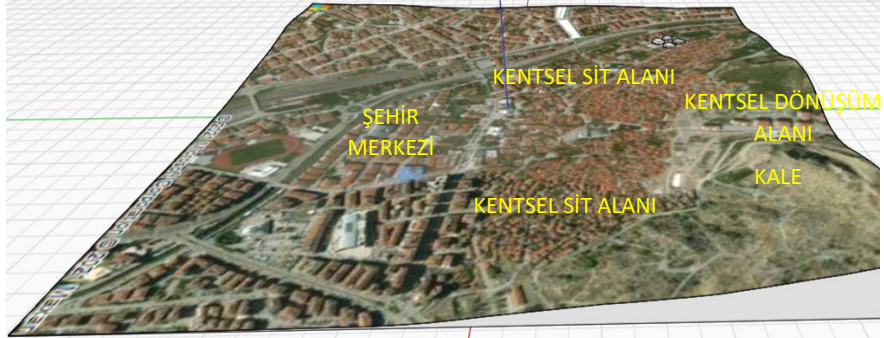 KENTSEL SİT ALANI
KENTSEL DÖNÜŞÜM
ALANI
ŞEHİR
MERKEZİ
KALE
KENTSEL SİT ALANI